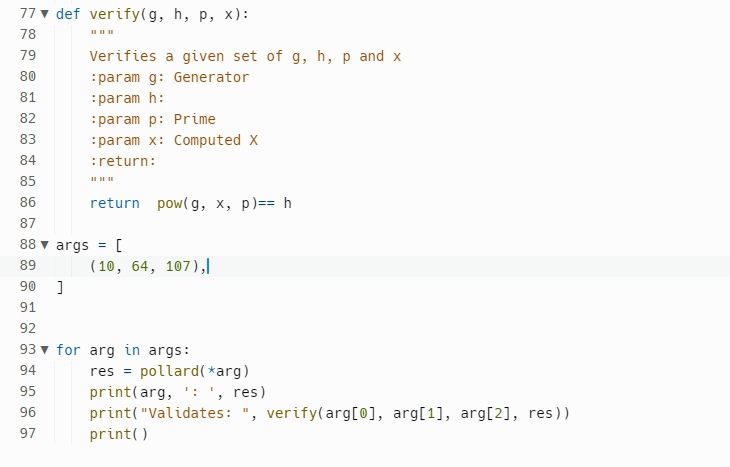 77 ▼ def verify(g, h, p, x):
78     """
79     Verifies a given set of g, h, p and x
80     :param g: Generator
81     :param h:
82     :param p: Prime
83     :param x: Computed X
84     :return:
85     """
86     return  pow(g, x, p)== h
87
88 ▼ args = [
89     (10, 64, 107),
90 ]
91
92
93 ▼ for arg in args:
94     res = pollard(*arg)
95     print(arg, ': ', res)
96     print("Validates: ", verify(arg[0], arg[1], arg[2], res))
97     print()